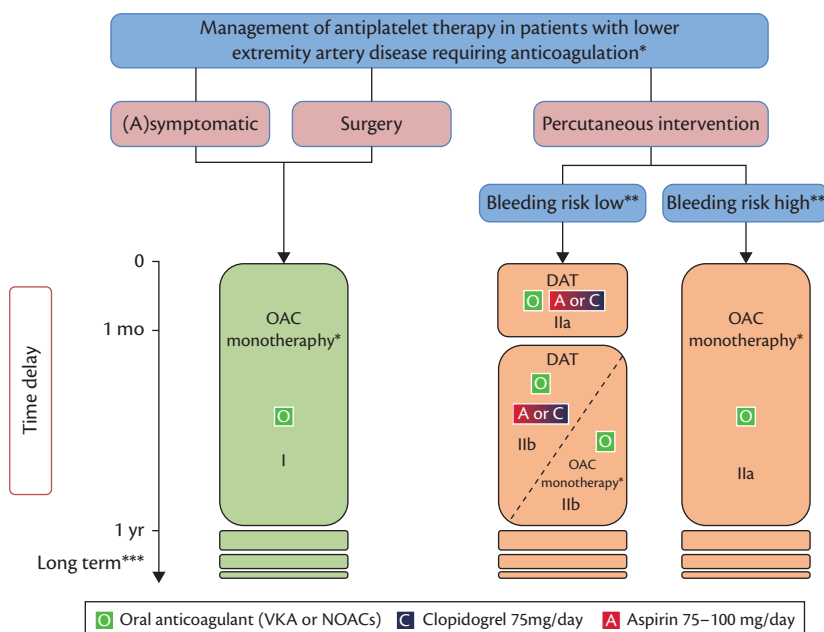 Management of antiplatelet therapy in patients with lower
extremity artery disease requiring anticoagulation*
(A)symptomatic
Surgery
Percutaneous intervention
Bleeding risk low**
Bleeding risk high**
Time delay
0
1 mo
1 yr
Long term***
OAC
monotheraphy*
O
I
DAT
O A or C
IIa
DAT
O
A or C
IIb
O
OAC
monotherapy*
IIb
OAC
monotheraphy*
O
IIa
O Oral anticoagulant (VKA or NOACs) C Clopidogrel 75mg/day A Aspirin 75–100 mg/day